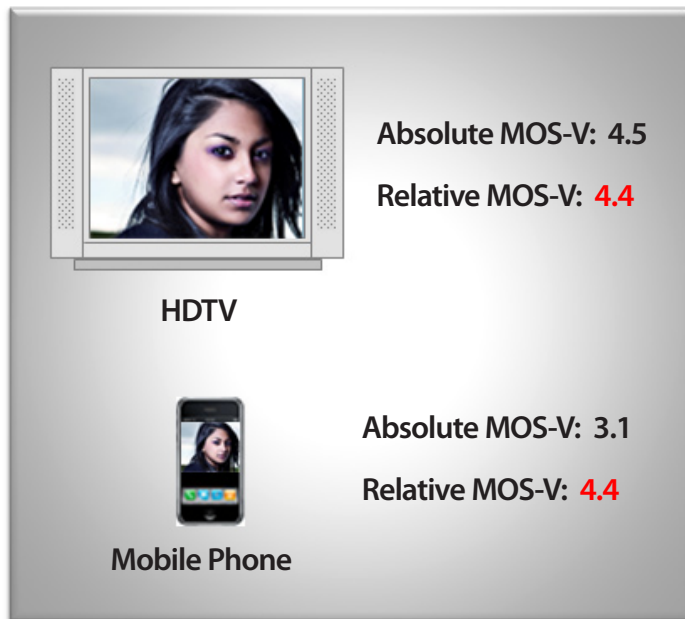 Absolute MOS-V: 4.5
Relative MOS-V: 4.4
HDTV
Absolute MOS-V: 3.1
Relative MOS-V: 4.4
Mobile Phone